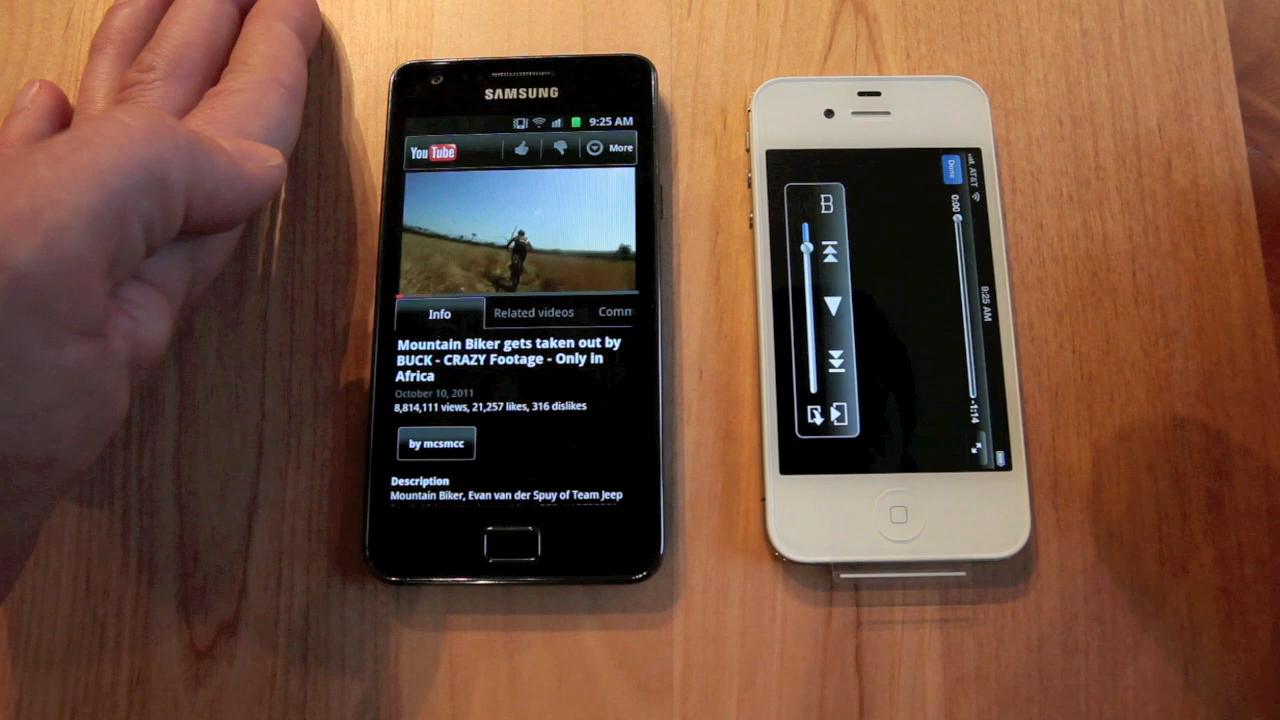 SAMSUNG
9:25 AM
You Tube
More
Info
Related videos
Comm
Mountain Biker gets taken out by
BUCK - CRAZY Footage - Only in
Africa
October 10, 2011
8,814,111 views, 21,257 likes, 316 dislikes
by mcsmcc
Description
Mountain Biker, Evan van der Spuy of Team Jeep
AT&T
9:25 AM
Done
0:00
-1:14